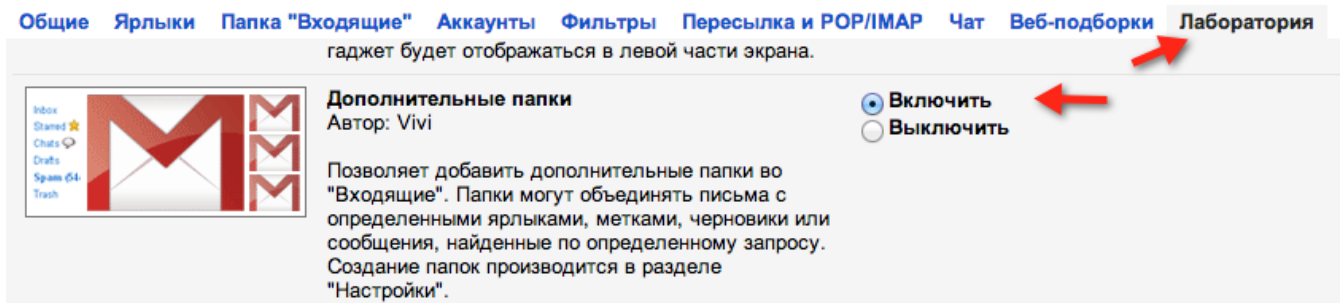 Общие Ярлыки Папка "Входящие" Аккаунты Фильтры Пересылка и POP/IMAP Чат Веб-подборки Лаборатория
гаджет будет отображаться в левой части экрана.
Inbox
Starred
Chats
Drafts
Spam (54
Trash
Дополнительные папки
Автор: Vivi
Позволяет добавить дополнительные папки во
"Входящие". Папки могут объединять письма с
определенными ярлыками, метками, черновики или
сообщения, найденные по определенному запросу.
Создание папок производится в разделе
"Настройки".
Включить
Выключить